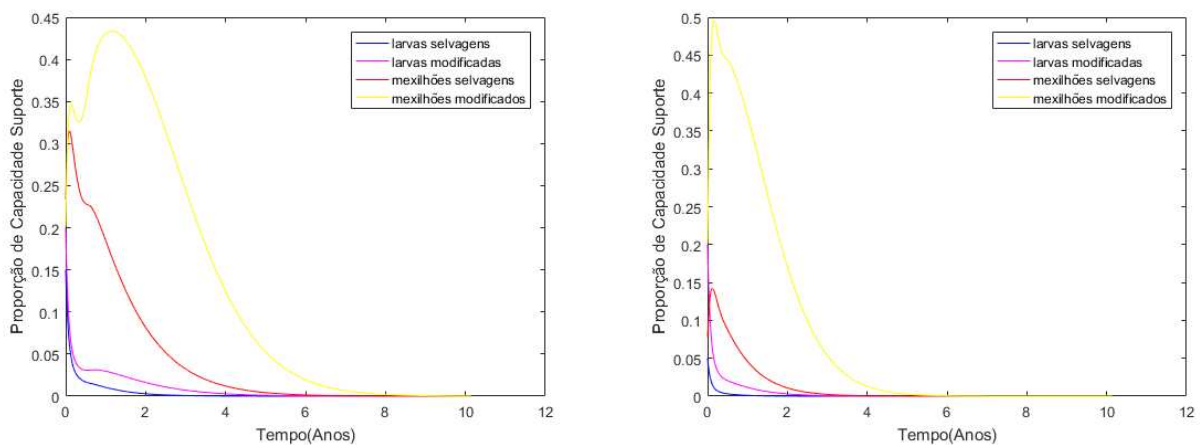 0.45
0.4
0.35
0.3
0.25
0.2
0.15
0.1
0.05
0
Proporção de Capacidade Suporte
0 2 4 6 8 10 12
Tempo(Anos)
larvas selvagens
larvas modificadas
mexilhões selvagens
mexilhões modificados
0.5
0.45
0.4
0.35
0.3
0.25
0.2
0.15
0.1
0.05
0
Proporção de Capacidade Suporte
0 2 4 6 8 10 12
Tempo(Anos)
larvas selvagens
larvas modificadas
mexilhões selvagens
mexilhões modificados